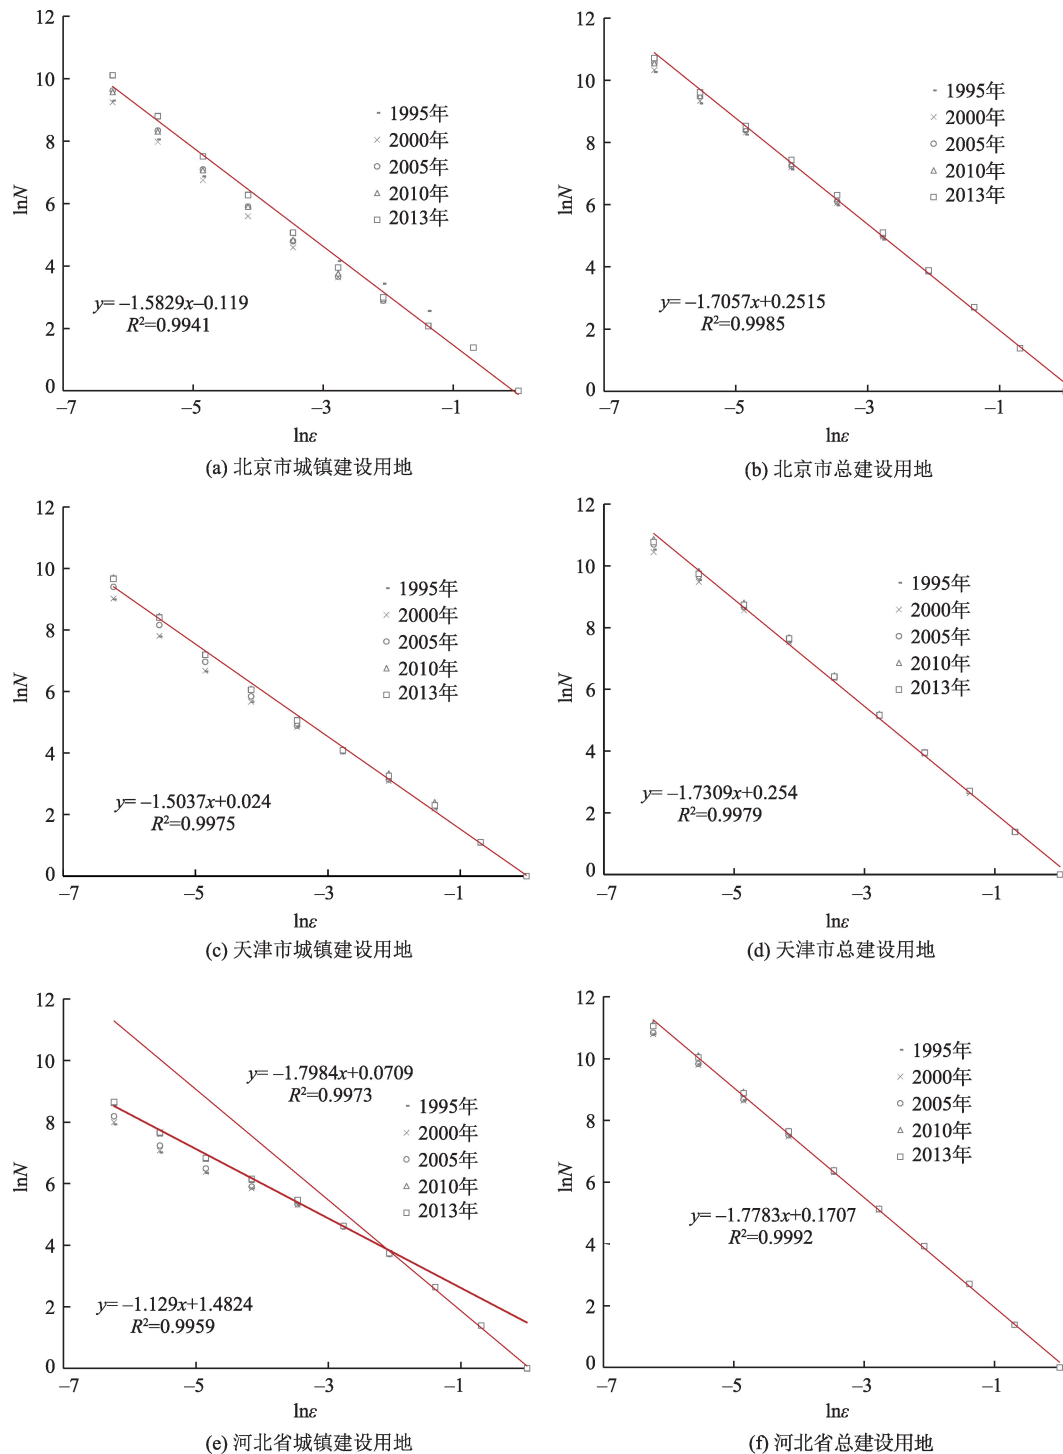 12
10
8
6
4
2
0
lnN
–7
–5
–3
–1
lnε
1995年
2000年
2005年
2010年
2013年
y= –1.5829x–0.119
R²=0.9941
(a) 北京市城镇建设用地
12
10
8
6
4
2
0
lnN
–7
–5
–3
–1
lnε
1995年
2000年
2005年
2010年
2013年
y= –1.7057x+0.2515
R²=0.9985
(b) 北京市总建设用地
12
10
8
6
4
2
0
lnN
–7
–5
–3
–1
lnε
1995年
2000年
2005年
2010年
2013年
y= –1.5037x+0.024
R²=0.9975
(c) 天津市城镇建设用地
12
10
8
6
4
2
0
lnN
–7
–5
–3
–1
lnε
1995年
2000年
2005年
2010年
2013年
y= –1.7309x+0.254
R²=0.9979
(d) 天津市总建设用地
12
10
8
6
4
2
0
lnN
–7
–5
–3
–1
lnε
y= –1.7984x+0.0709
R²=0.9973
1995年
2000年
2005年
2010年
2013年
y= –1.129x+1.4824
R²=0.9959
(e) 河北省城镇建设用地
12
10
8
6
4
2
0
lnN
–7
–5
–3
–1
lnε
1995年
2000年
2005年
2010年
2013年
y= –1.7783x+0.1707
R²=0.9992
(f) 河北省总建设用地